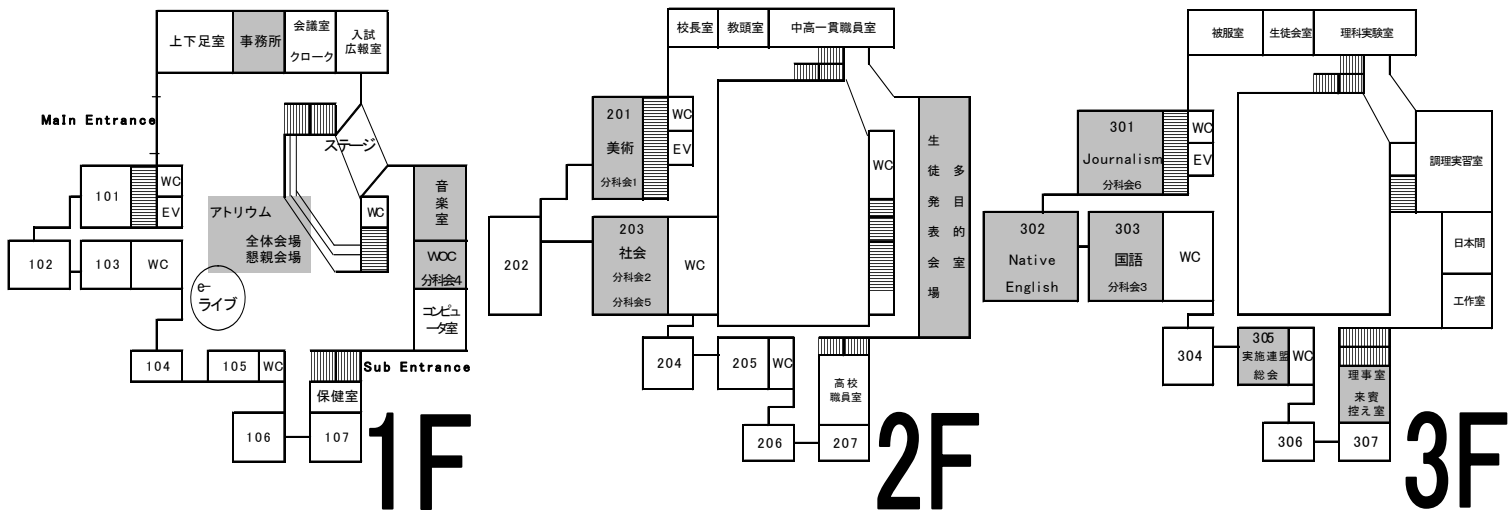 上下足室
事務所
会議室
クローク
入試
広報室
MaIn Entrance
ステージ
101
WC
EV
アトリウム
全体会場
懇親会場
WC
音
楽
室
WOC
分科会4
102
103
WC
e-
ライブ
コンピュ
ータ室
104
105
WC
Sub Entrance
保健室
106
107
1F
校長室
教頭室
中高一貫職員室
201
美術
分科会1
WC
EV
WC
生
徒
発
表
会
場
多
目
的
室
202
203
社会
分科会2
分科会5
WC
204
205
WC
高校
職員室
206
207
2F
被服室
生徒会室
理科実験室
301
Journalism
分科会6
WC
EV
調理実習室
302
Native
English
303
国語
分科会3
WC
日本間
工作室
304
305
実施連盟
総会
WC
理事室
来賓
控え室
306
307
3F